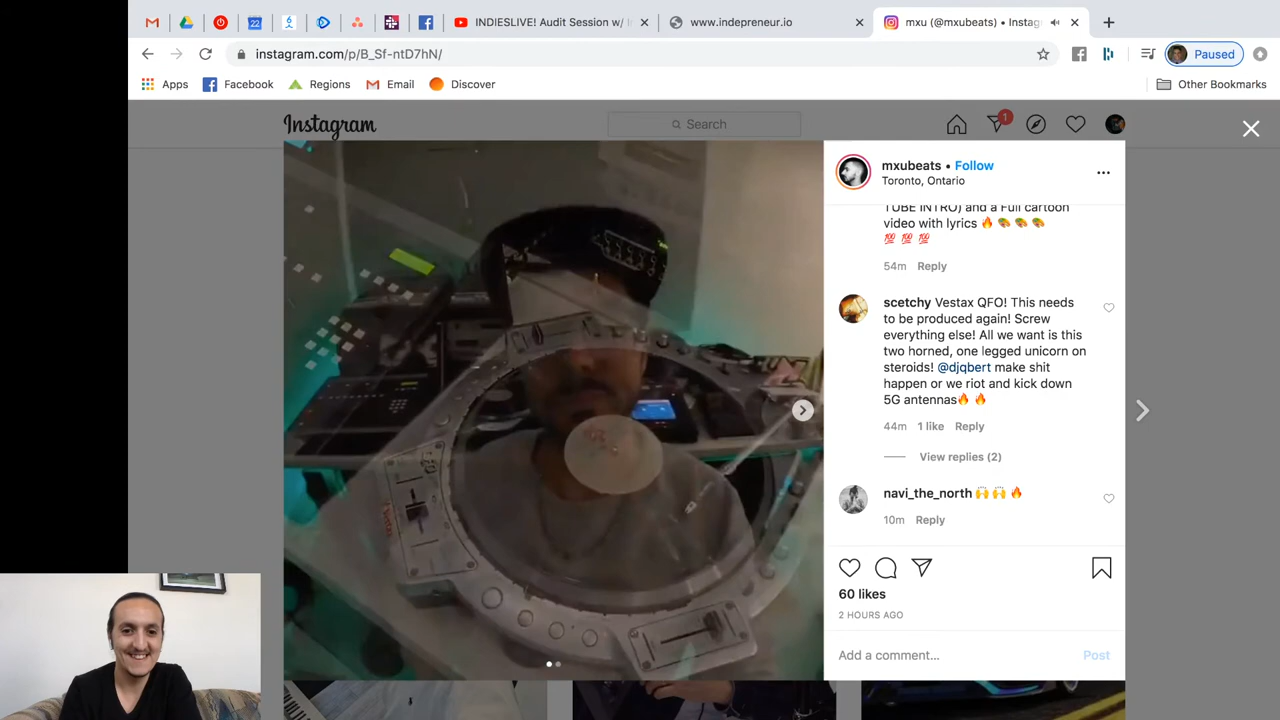 INDIESLIVE! Audit Session w/
www.indepreneur.io
mxu (@mxubeats) • Instag
22
6
instagram.com/p/B_Sf-ntD7hN/
Paused
Apps
Facebook
Regions
Email
Discover
Other Bookmarks
Instagram
Search
1
mxubeats • Follow
Toronto, Ontario
TUBE INTRO) and a Full cartoon
video with lyrics 🔥 🎨 🎨 🎨
💯 💯 💯
54m Reply
scetchy Vestax QFO! This needs
to be produced again! Screw
everything else! All we want is this
two horned, one legged unicorn on
steroids! @djqbert make shit
happen or we riot and kick down
5G antennas🔥 🔥
44m 1 like Reply
View replies (2)
navi_the_north 🙌 🙌 🔥
10m Reply
60 likes
2 HOURS AGO
Add a comment...
Post